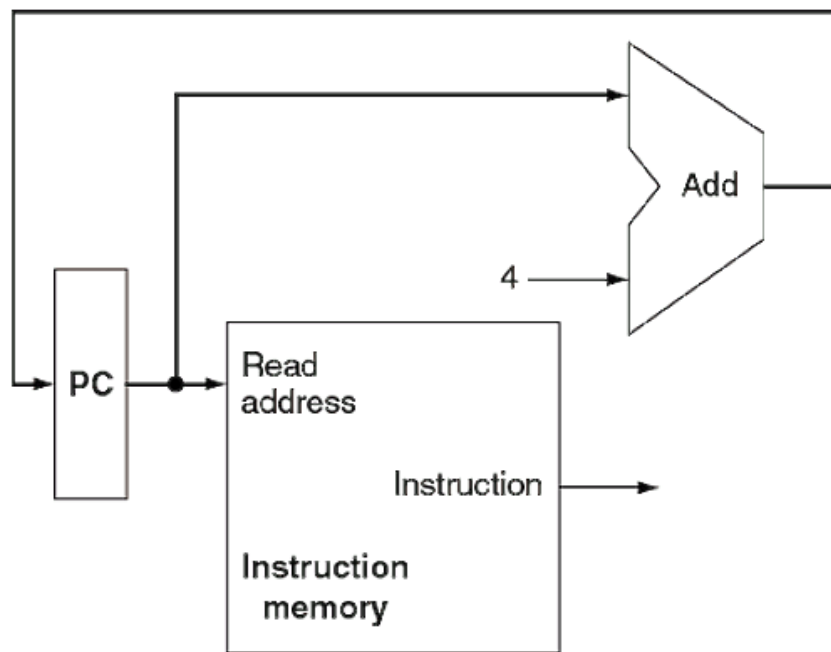 Add
4
PC
Read
address
Instruction
Instruction
memory